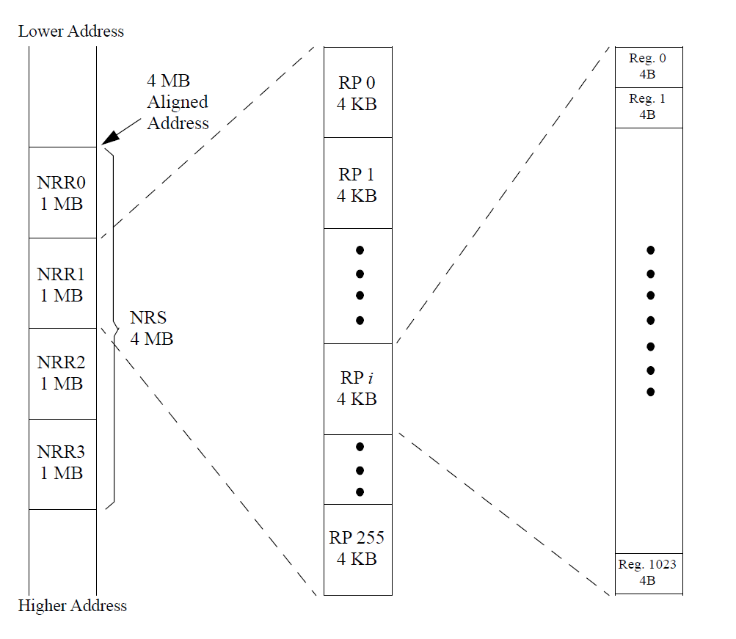 Lower Address
4 MB
Aligned
Address
NRR0
1 MB
NRR1
1 MB
NRR2
1 MB
NRR3
1 MB
NRS
4 MB
Higher Address
RP 0
4 KB
RP 1
4 KB
RP i
4 KB
RP 255
4 KB
Reg. 0
4B
Reg. 1
4B
Reg. 1023
4B